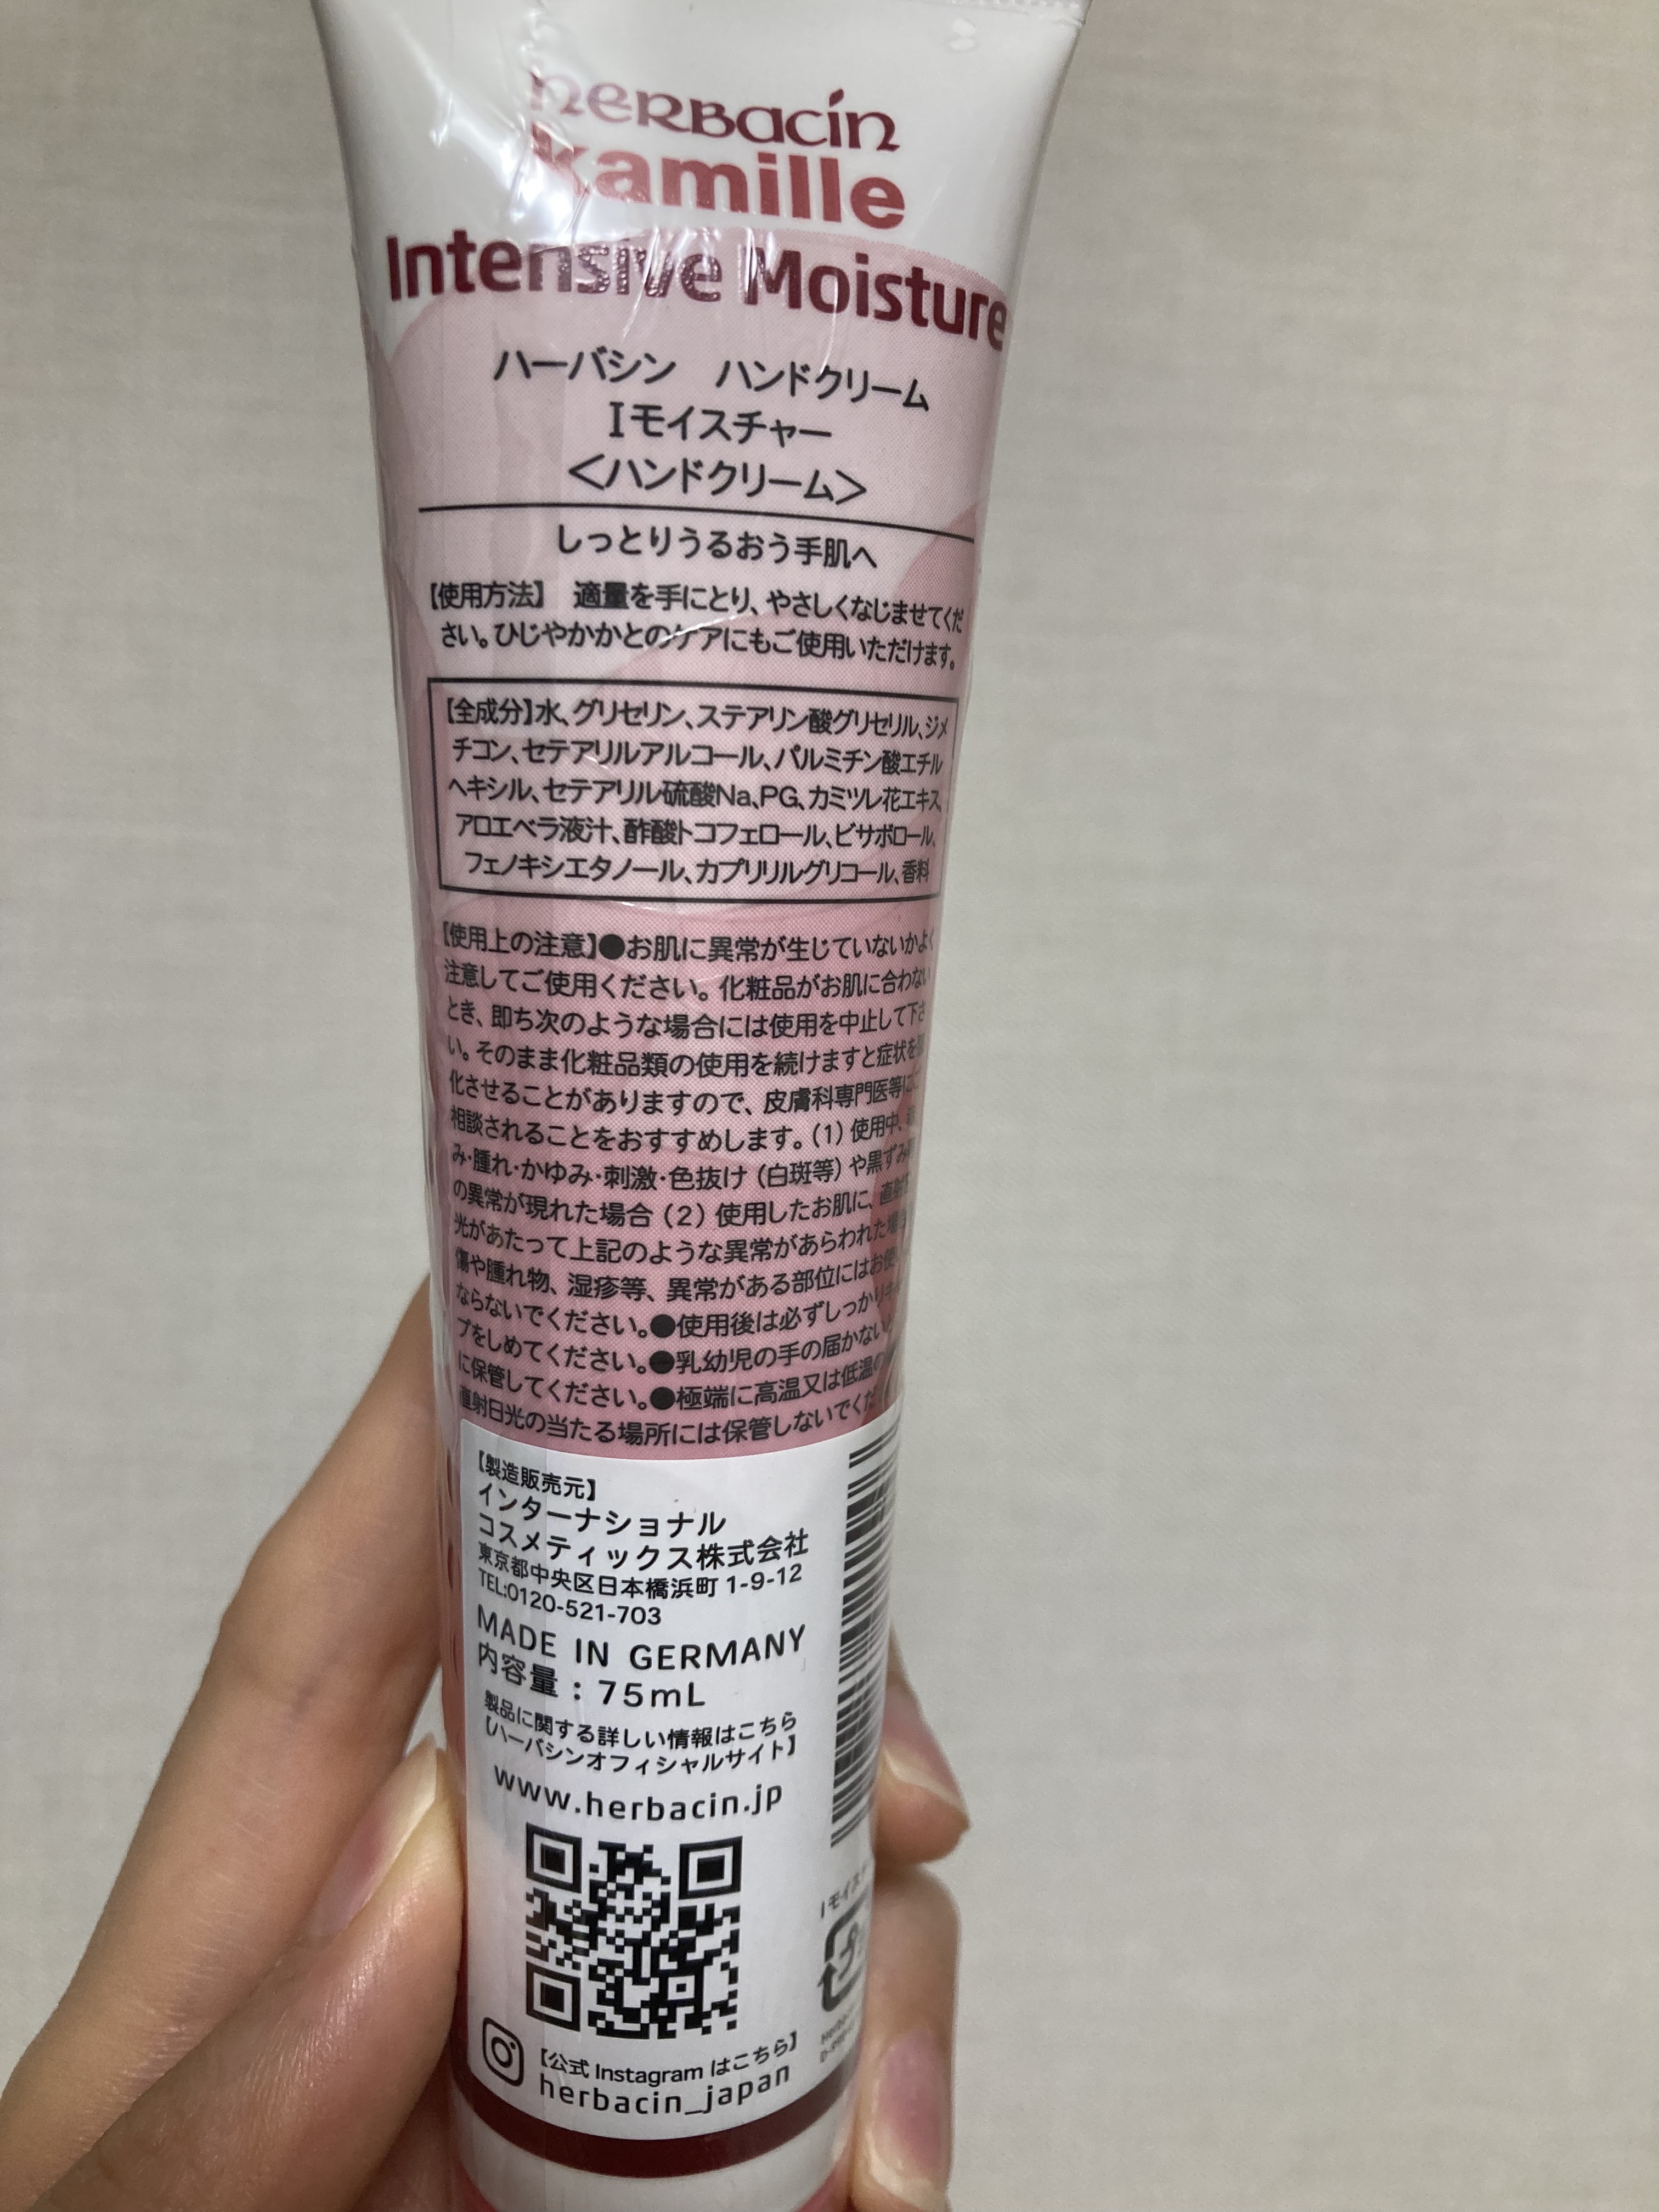 herbacin
kamille
Intensive Moisture
ハーバシン ハンドクリーム
Iモイスチャー
<ハンドクリーム>
しっとりうるおう手肌へ
【使用方法】 適量を手にとり、やさしくなじませてくだ
さい。ひじやかかとのケアにもご使用いただけます。
【全成分】水、グリセリン、ステアリン酸グリセリル、ジメ
チコン、セテアリルアルコール、パルミチン酸エチル
ヘキシル、セテアリル硫酸Na、PG、カミツレ花エキス、
アロエベラ液汁、酢酸トコフェロール、ビサボロール、
フェノキシエタノール、カプリリルグリコール、香料
【使用上の注意】●お肌に異常が生じていないかよく
注意してご使用ください。化粧品がお肌に合わない
とき、即ち次のような場合には使用を中止して下さ
い。そのまま化粧品類の使用を続けますと症状を
化させることがありますので、皮膚科専門医等に
相談されることをおすすめします。(1) 使用中、
み・腫れ・かゆみ・刺激・色抜け (白斑等) や黒ずみ
の異常が現れた場合 (2) 使用したお肌に、直射
光があたって上記のような異常があらわれた場合
傷や腫れ物、湿疹等、異常がある部位にはお使い
ならないでください。●使用後は必ずしっかりキャ
プをしめてください。●乳幼児の手の届かない
に保管してください。●極端に高温又は低温の
直射日光の当たる場所には保管しないでくだ
【製造販売元】
インターナショナル
コスメティックス株式会社
東京都中央区日本橋浜町 1-9-12
TEL:0120-521-703
MADE IN GERMANY
内容量 : 75mL
製品に関する詳しい情報はこちら
【ハーバシンオフィシャルサイト】
www.herbacin.jp
Iモイス
【公式 Instagram はこちら】
herbacin_japan